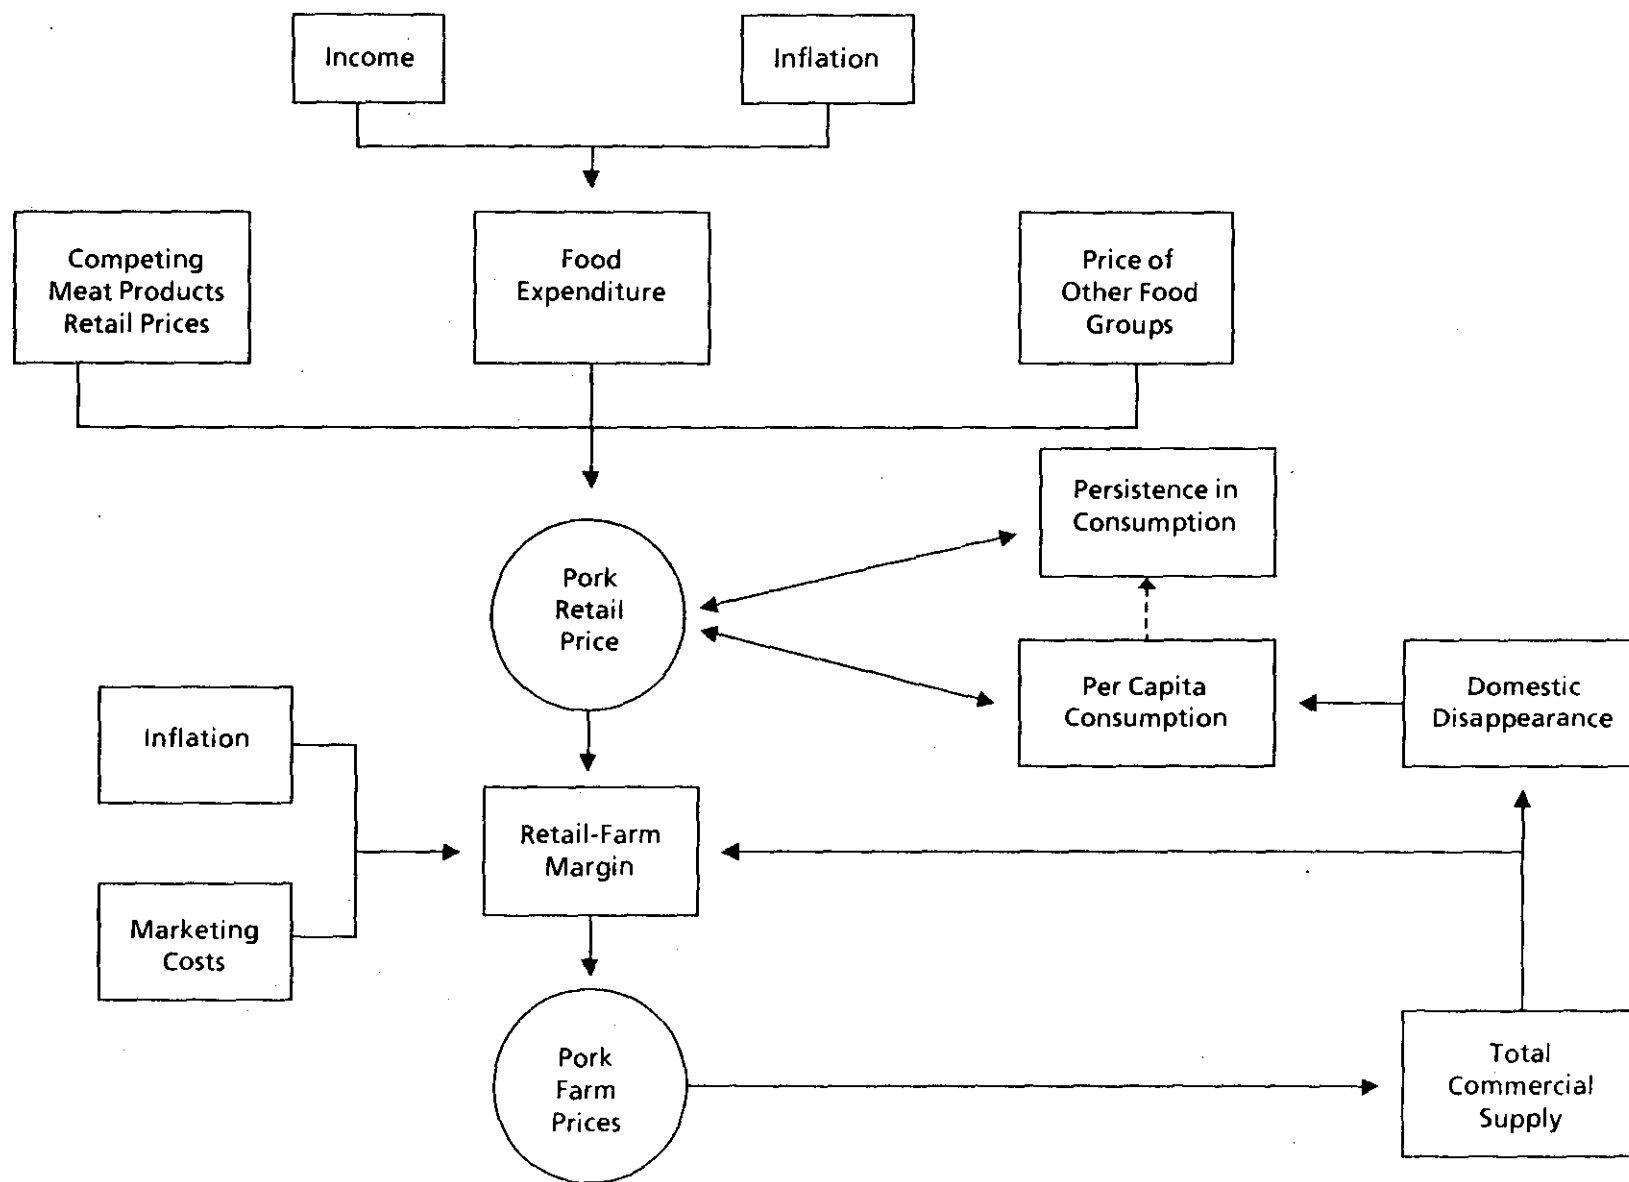 Income
Inflation
Competing
Meat Products
Retail Prices
Food
Expenditure
Price of
Other Food
Groups
Persistence in
Consumption
Pork
Retail
Price
Per Capita
Consumption
Domestic
Disappearance
Inflation
Retail-Farm
Margin
Marketing
Costs
Pork
Farm
Prices
Total
Commercial
Supply